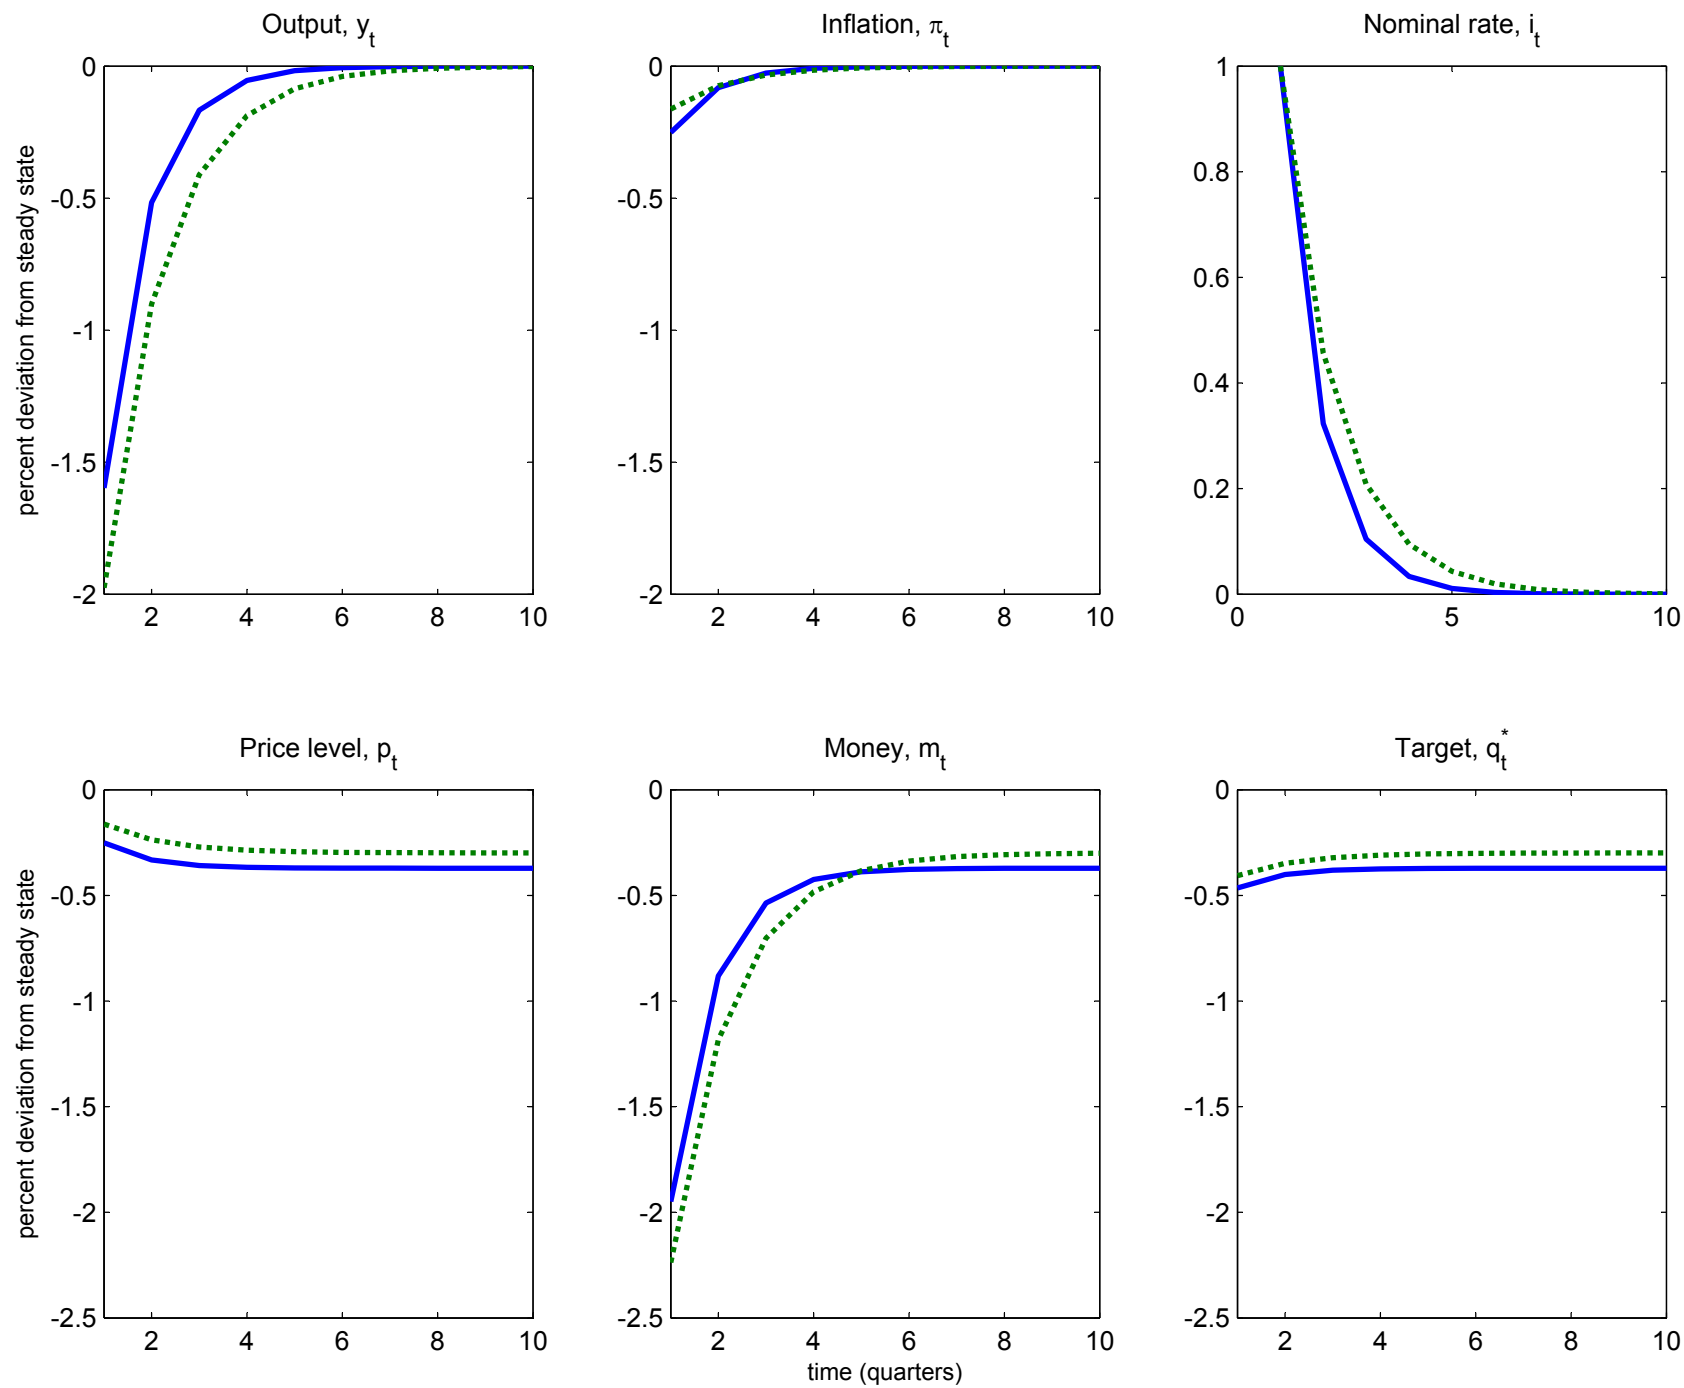 Output, y_t
Inflation, π_t
Nominal rate, i_t
percent deviation from steady state
0
-0.5
-1
-1.5
-2
2 4 6 8 10
0
-0.5
-1
-1.5
-2
2 4 6 8 10
1
0.8
0.6
0.4
0.2
0
0 5 10
Price level, p_t
Money, m_t
Target, q_t^*
percent deviation from steady state
0
-0.5
-1
-1.5
-2
-2.5
2 4 6 8 10
0
-0.5
-1
-1.5
-2
-2.5
2 4 6 8 10
time (quarters)
0
-0.5
-1
-1.5
-2
-2.5
2 4 6 8 10